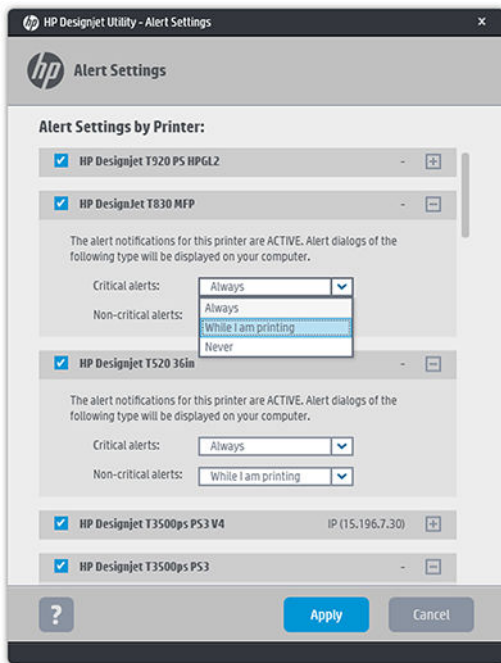 HP Designjet Utility - Alert Settings x
hp Alert Settings
Alert Settings by Printer:
HP Designjet T920 PS HPGL2 - +
HP DesignJet T830 MFP - -
The alert notifications for this printer are ACTIVE. Alert dialogs of the
following type will be displayed on your computer.
Critical alerts: Always
Always
Non-critical alerts:
While I am printing
Never
HP Designjet T520 36in - -
The alert notifications for this printer are ACTIVE. Alert dialogs of the
following type will be displayed on your computer.
Critical alerts: Always
Non-critical alerts: While I am printing
HP Designjet T3500ps PS3 V4 IP (15.196.7.30) +
HP Designjet T3500ps PS3 - -
? Apply Cancel